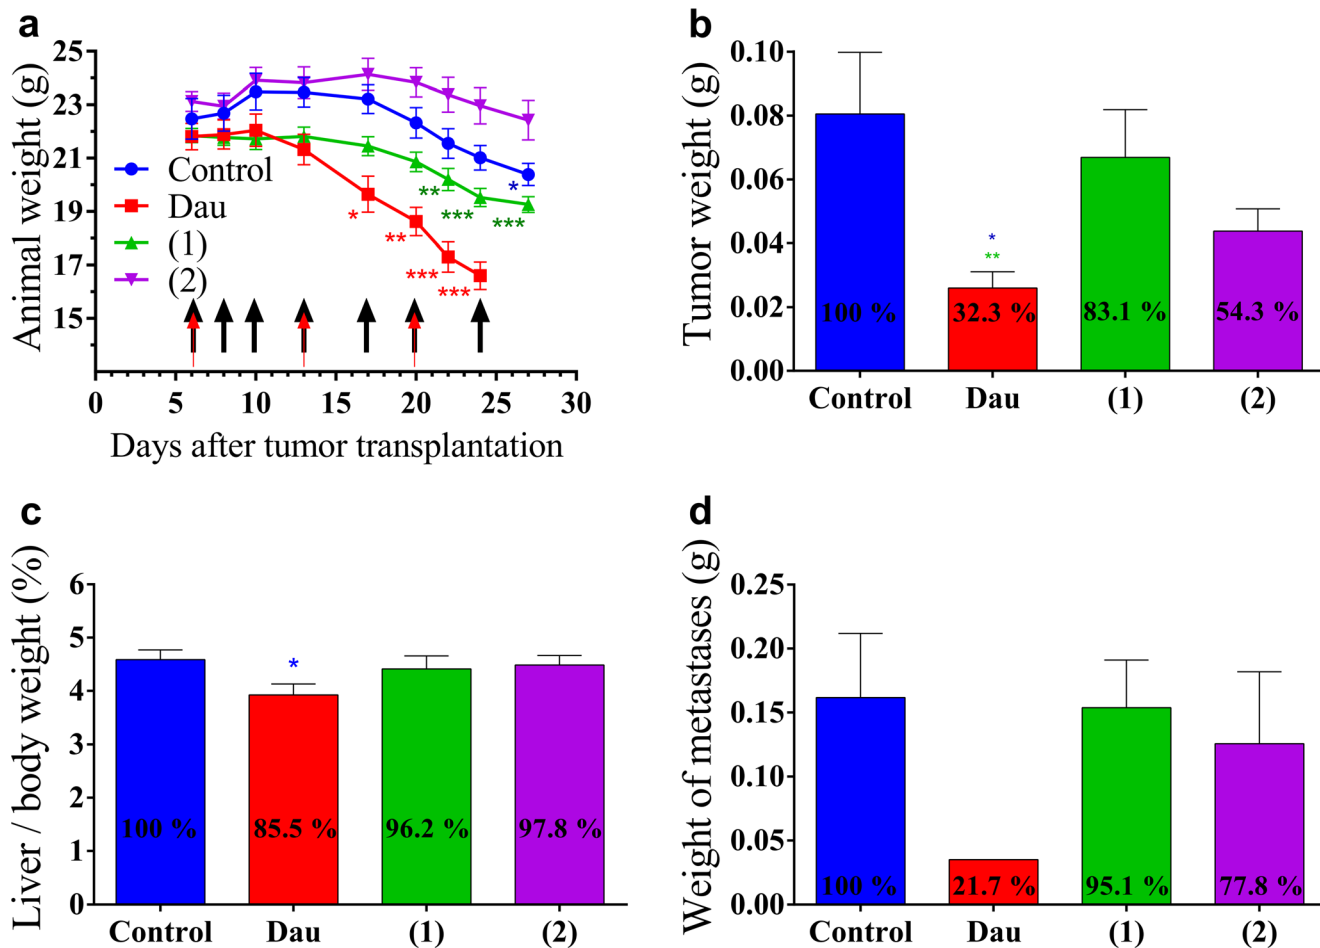 a
Animal weight (g)
25
23
21
19
17
15
Control
Dau
(1)
(2)
*
**
***
***
**
***
***
*
0 5 10 15 20 25 30
Days after tumor transplantation
b
Tumor weight (g)
0.10
0.08
0.06
0.04
0.02
0.00
*
**
100 % 32.3 % 83.1 % 54.3 %
Control Dau (1) (2)
c
Liver / body weight (%)
6
5
4
3
2
1
0
*
100 % 85.5 % 96.2 % 97.8 %
Control Dau (1) (2)
d
Weight of metastases (g)
0.25
0.20
0.15
0.10
0.05
0.00
100 % 21.7 % 95.1 % 77.8 %
Control Dau (1) (2)